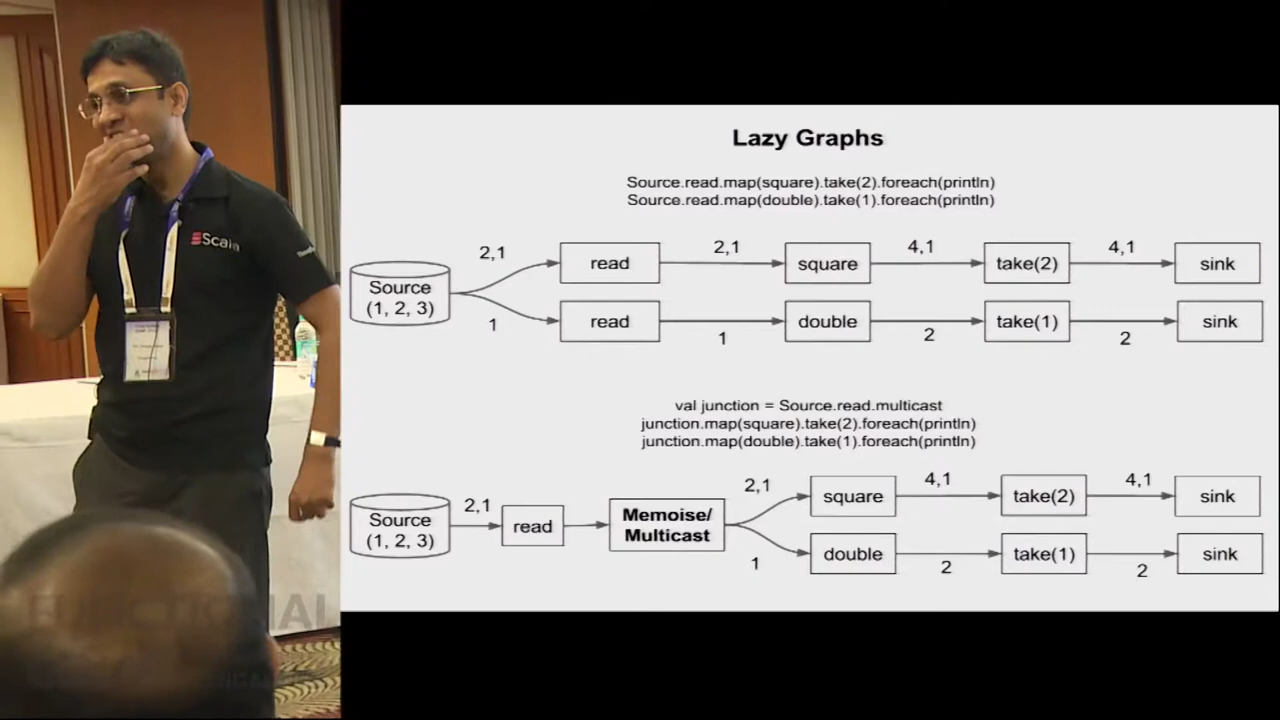 Scala
Lazy Graphs
Source.read.map(square).take(2).foreach(println)
Source.read.map(double).take(1).foreach(println)
2,1
2,1
4,1
4,1
Source
(1, 2, 3)
read
square
take(2)
sink
read
double
take(1)
sink
1
1
2
2
val junction = Source.read.multicast
junction.map(square).take(2).foreach(println)
junction.map(double).take(1).foreach(println)
2,1
2,1
4,1
4,1
Source
(1, 2, 3)
read
Memoise/
Multicast
square
take(2)
sink
double
take(1)
sink
1
2
2
FUNCTIONAL